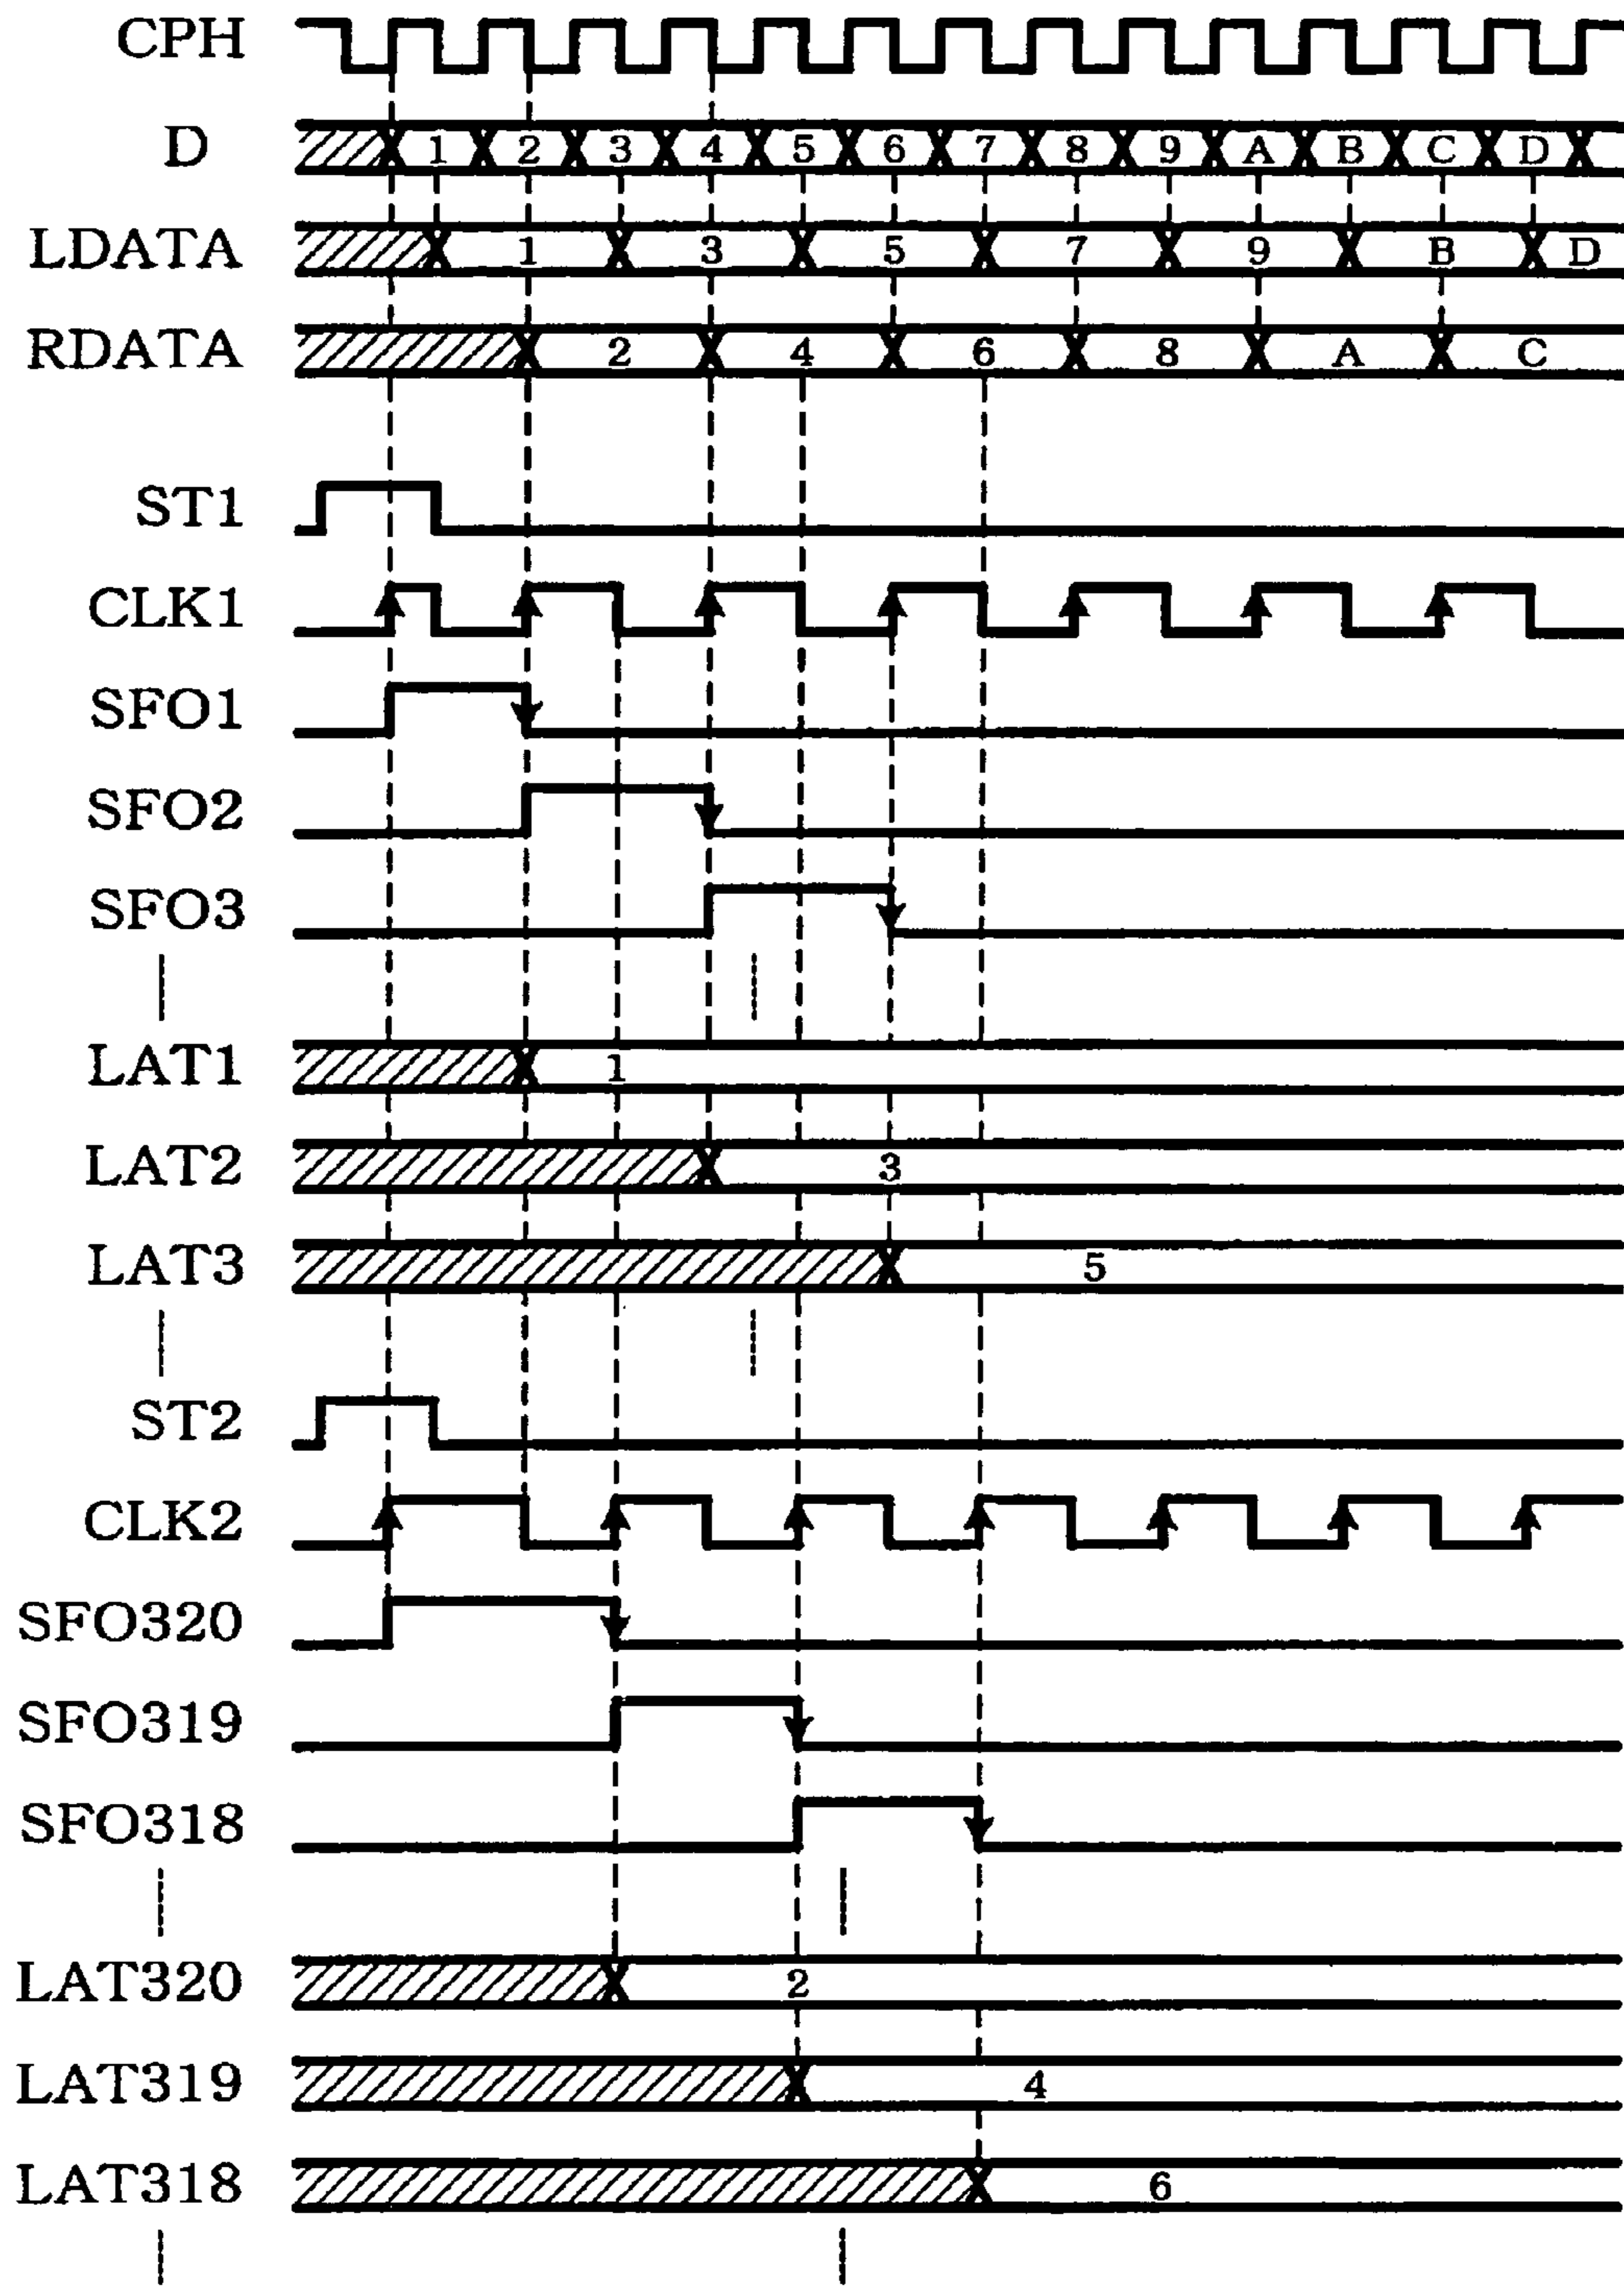 CPH
D 1 2 3 4 5 6 7 8 9 A B C D
LDATA 1 3 5 7 9 B D
RDATA 2 4 6 8 A C
ST1
CLK1
SFO1
SFO2
SFO3
LAT1 1
LAT2 3
LAT3 5
ST2
CLK2
SFO320
SFO319
SFO318
LAT320 2
LAT319 4
LAT318 6